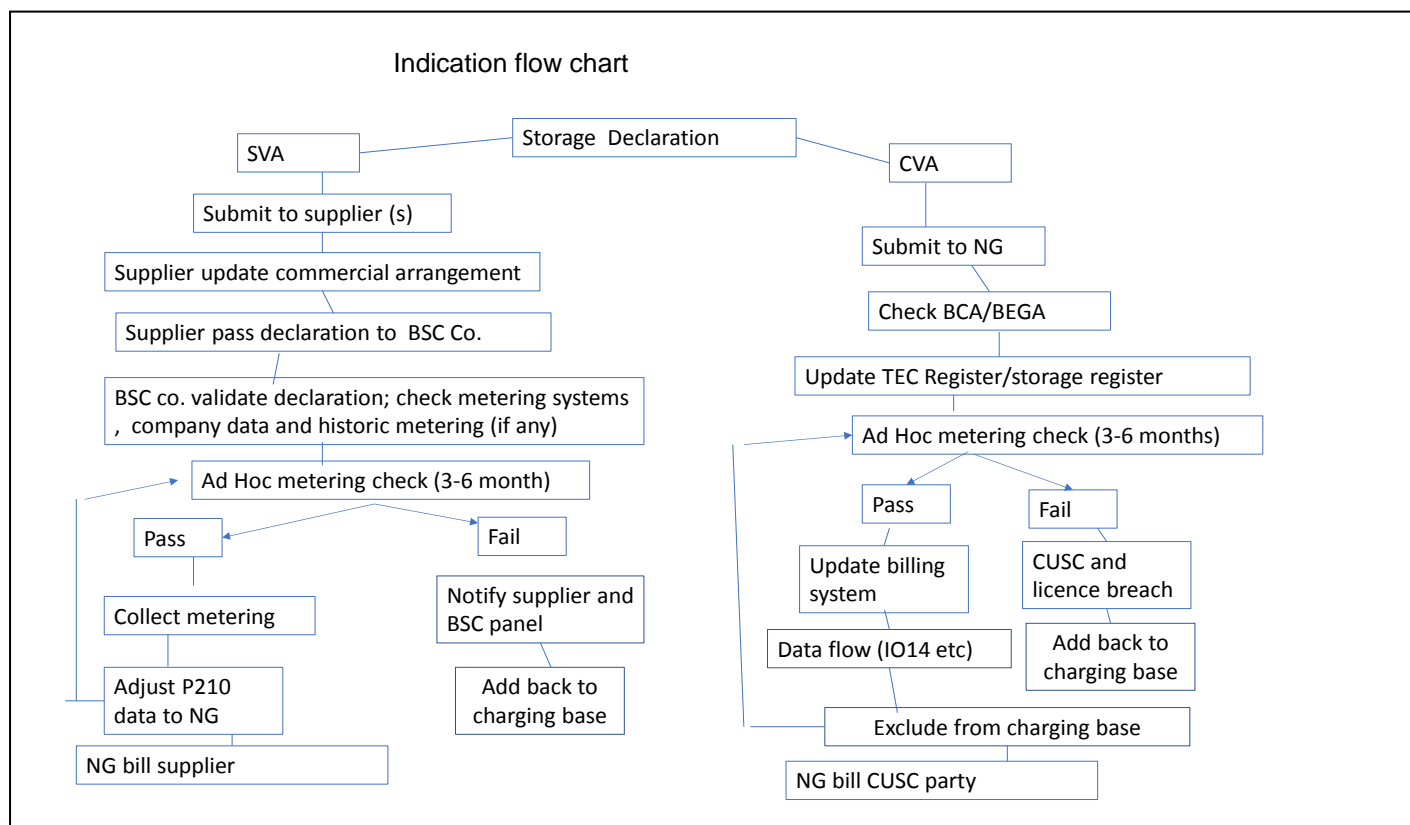 Indication flow chart
Storage  Declaration
SVA
CVA
Submit to supplier (s)
Submit to NG
Supplier update commercial arrangement
Check BCA/BEGA
Supplier pass declaration to  BSC Co.
Update TEC Register/storage register
BSC co. validate declaration; check metering systems
,  company data and historic metering (if any)
Ad Hoc metering check (3-6 months)
Ad Hoc metering check (3-6 month)
Pass
Fail
Pass
Fail
Update billing
system
CUSC and
licence breach
Collect metering
Notify supplier and
BSC panel
Data flow (IO14 etc)
Add back to
charging base
Adjust P210
data to NG
Add back to
charging base
Exclude from charging base
NG bill supplier
NG bill CUSC party